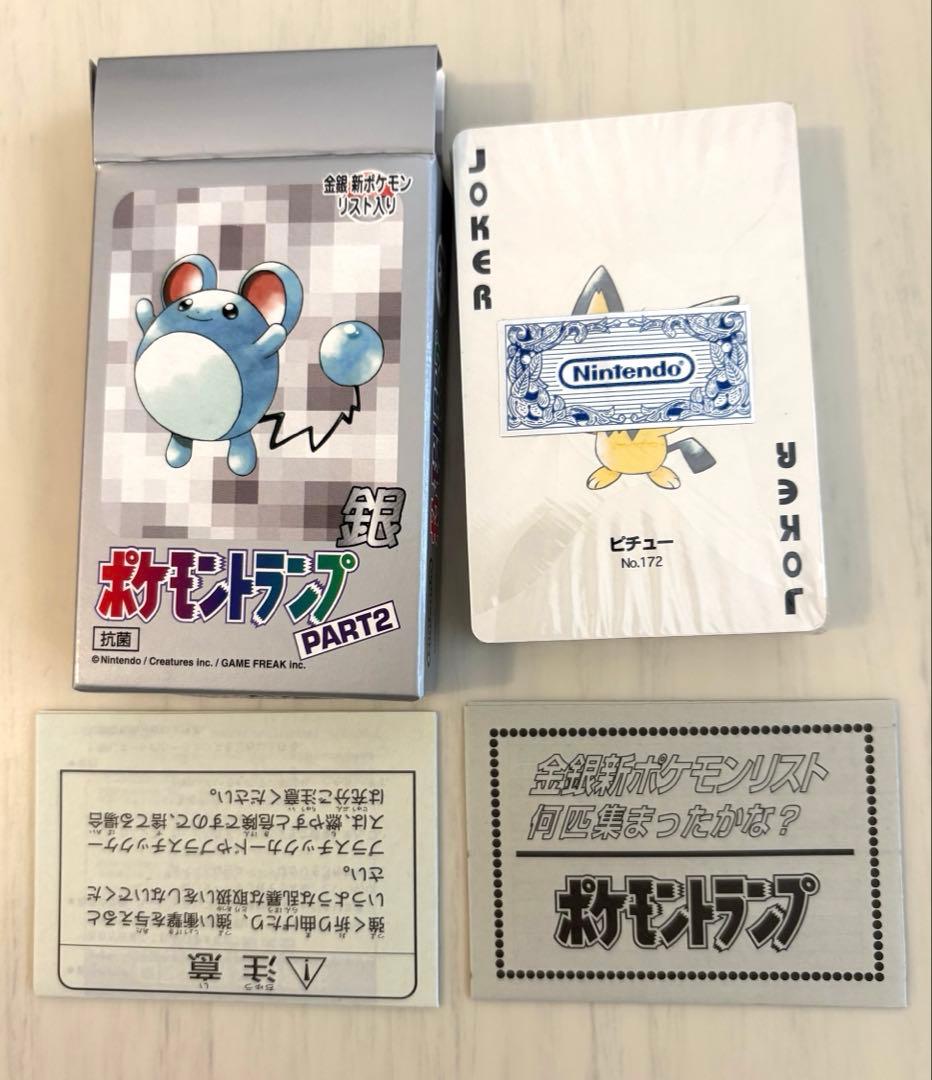 金銀 新ポケモン
リスト入り
銀
ポケモントランプ
PART2
抗菌
©Nintendo / Creatures inc. / GAME FREAK inc.
JOKER
Nintendo
ピチュー
No.172
JOKER
注意
ちゅう い
強く折り曲げたり、強い衝撃を与えると
いうような乱暴な取扱いをしないでくだ
さい。
プラスチックカードやプラスチックケー
スは、燃やすと危険ですので、捨てる場合
は充分ご注意ください。
金銀新ポケモンリスト
何匹集まったかな?
ポケモントランプ